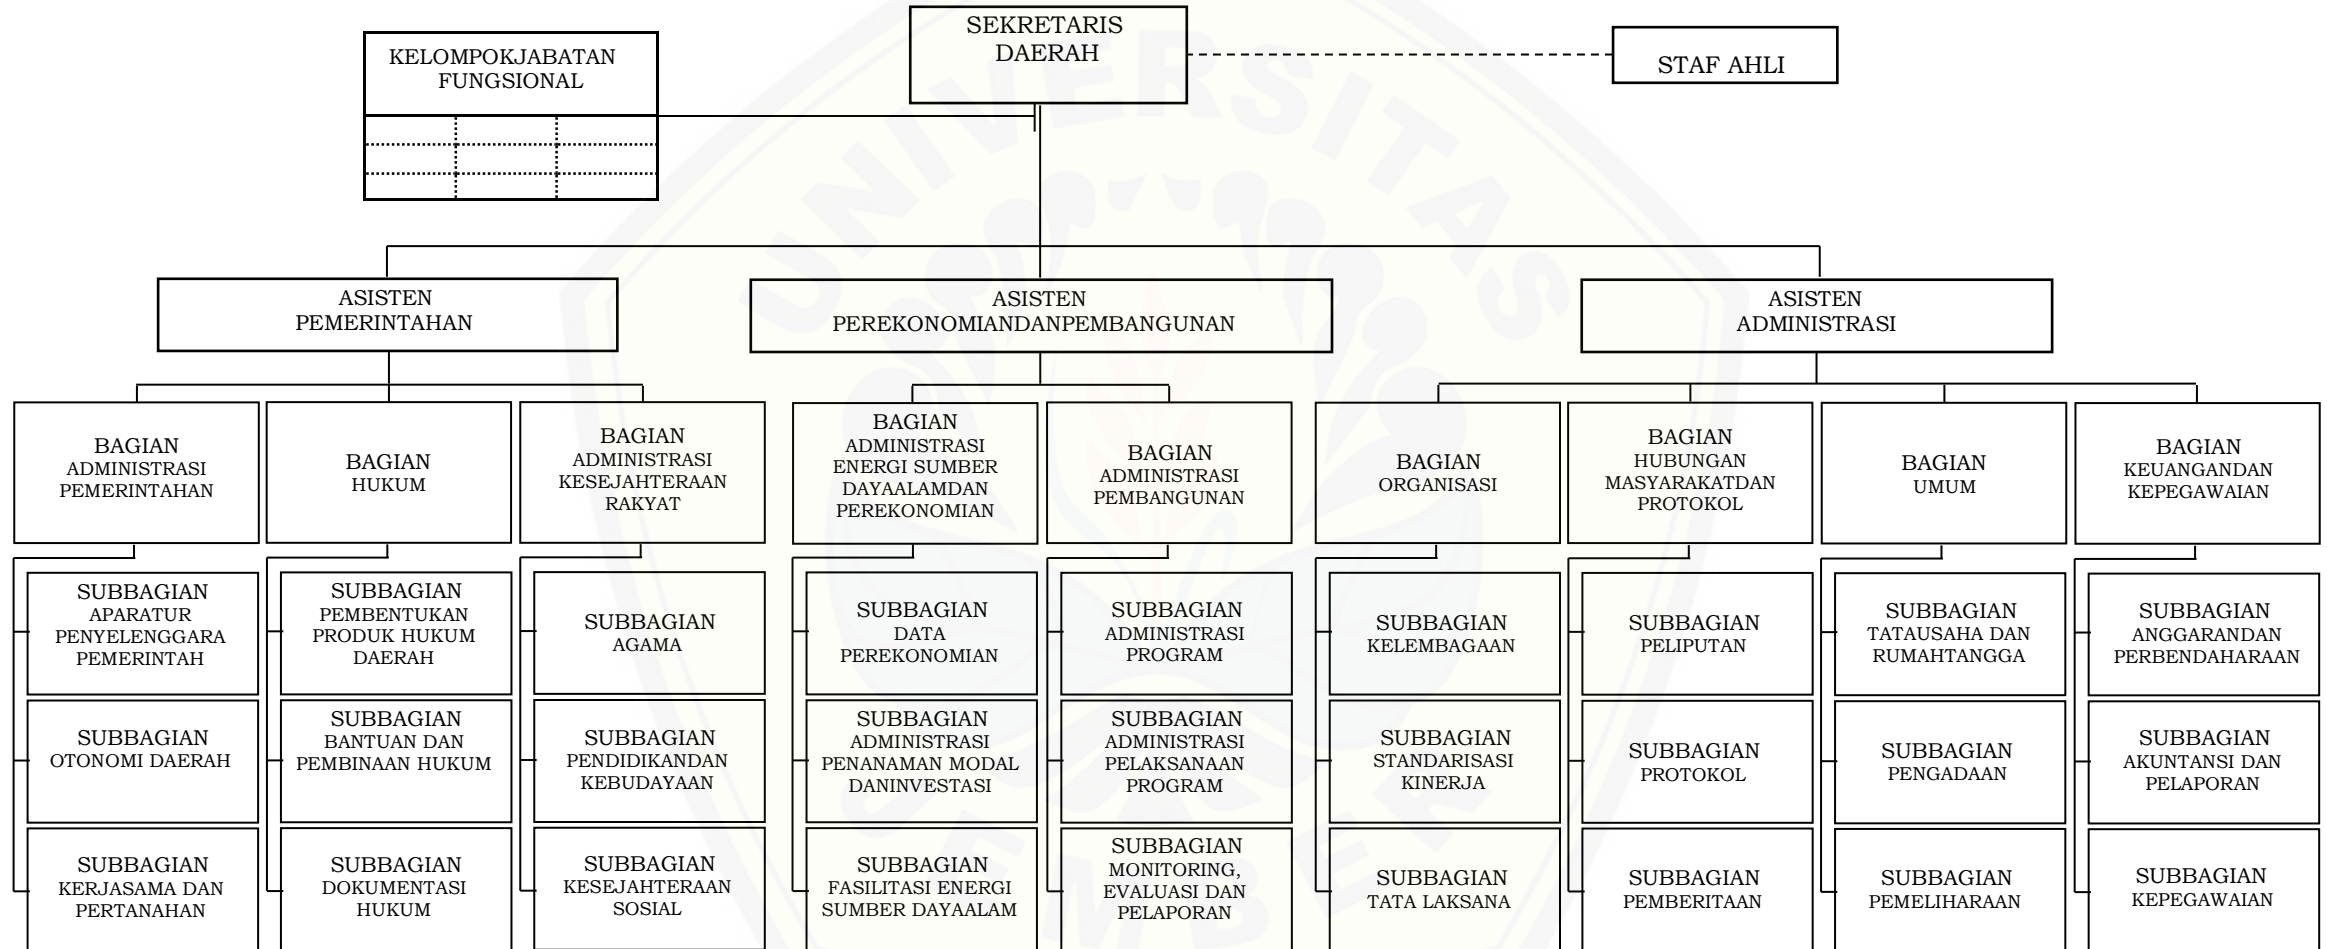 SEKRETARIS
DAERAH
KELOMPOKJABATAN
FUNGSIONAL
STAF AHLI
ASISTEN
PEMERINTAHAN
ASISTEN
PEREKONOMIANDANPEMBANGUNAN
ASISTEN
ADMINISTRASI
BAGIAN
ADMINISTRASI
PEMERINTAHAN
BAGIAN
HUKUM
BAGIAN
ADMINISTRASI
KESEJAHTERAAN
RAKYAT
BAGIAN
ADMINISTRASI
ENERGI SUMBER
DAYAALAMDAN
PEREKONOMIAN
BAGIAN
ADMINISTRASI
PEMBANGUNAN
BAGIAN
ORGANISASI
BAGIAN
HUBUNGAN
MASYARAKATDAN
PROTOKOL
BAGIAN
UMUM
BAGIAN
KEUANGANDAN
KEPEGAWAIAN
SUBBAGIAN
APARATUR
PENYELENGGARA
PEMERINTAH
SUBBAGIAN
PEMBENTUKAN
PRODUK HUKUM
DAERAH
SUBBAGIAN
AGAMA
SUBBAGIAN
DATA
PEREKONOMIAN
SUBBAGIAN
ADMINISTRASI
PROGRAM
SUBBAGIAN
KELEMBAGAAN
SUBBAGIAN
PELIPUTAN
SUBBAGIAN
TATAUSAHA DAN
RUMAHTANGGA
SUBBAGIAN
ANGGARANDAN
PERBENDAHARAAN
SUBBAGIAN
OTONOMI DAERAH
SUBBAGIAN
BANTUAN DAN
PEMBINAAN HUKUM
SUBBAGIAN
PENDIDIKANDAN
KEBUDAYAAN
SUBBAGIAN
ADMINISTRASI
PENANAMAN MODAL
DANINVESTASI
SUBBAGIAN
ADMINISTRASI
PELAKSANAAN
PROGRAM
SUBBAGIAN
STANDARISASI
KINERJA
SUBBAGIAN
PROTOKOL
SUBBAGIAN
PENGADAAN
SUBBAGIAN
AKUNTANSI DAN
PELAPORAN
SUBBAGIAN
KERJASAMA DAN
PERTANAHAN
SUBBAGIAN
DOKUMENTASI
HUKUM
SUBBAGIAN
KESEJAHTERAAN
SOSIAL
SUBBAGIAN
FASILITASI ENERGI
SUMBER DAYAALAM
SUBBAGIAN
MONITORING,
EVALUASI DAN
PELAPORAN
SUBBAGIAN
TATA LAKSANA
SUBBAGIAN
PEMBERITAAN
SUBBAGIAN
PEMELIHARAAN
SUBBAGIAN
KEPEGAWAIAN
UNIVERSITAS
JEMBER